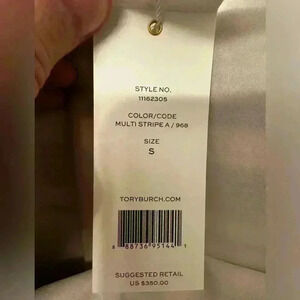 STYLE NO.
11162305
COLOR/CODE
MULTI STRIPE A / 968
SIZE
S
TORYBURCH.COM
8 88736 95144 1
SUGGESTED RETAIL
US $350.00